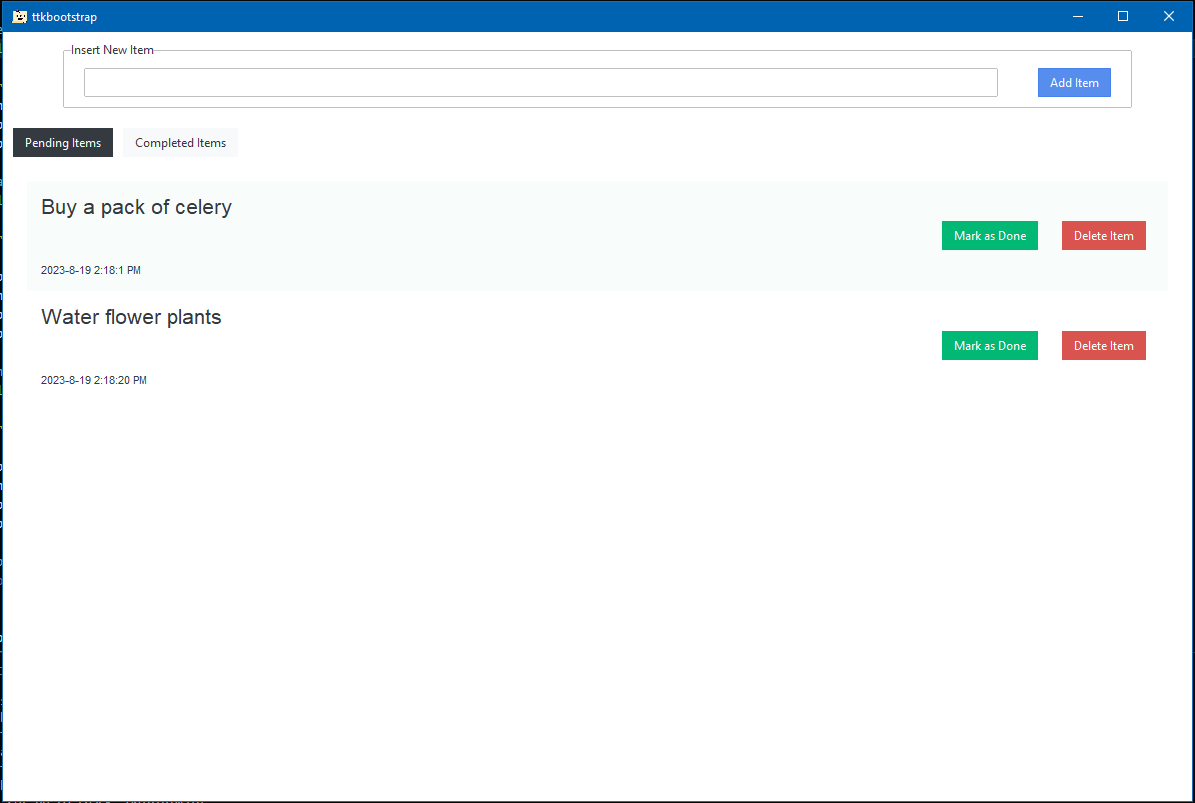 ttkbootstrap
Insert New Item
Add Item
Pending Items Completed Items
Buy a pack of celery
Mark as Done Delete Item
2023-8-19 2:18:1 PM
Water flower plants
Mark as Done Delete Item
2023-8-19 2:18:20 PM